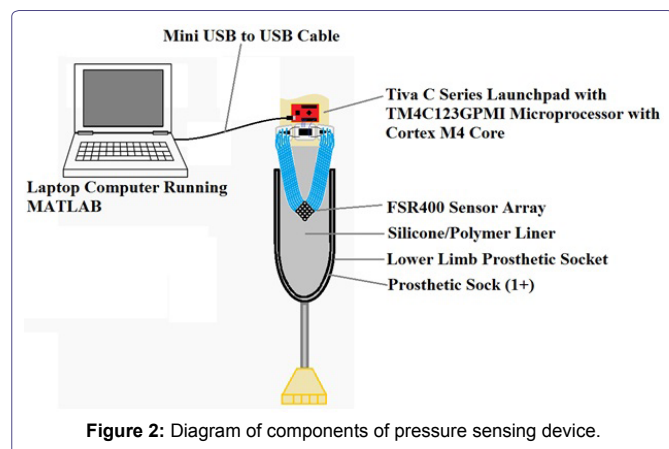 Mini USB to USB Cable
Tiva C Series Launchpad with
TM4C123GPMI Microprocessor with
Cortex M4 Core
Laptop Computer Running
MATLAB
FSR400 Sensor Array
Silicone/Polymer Liner
Lower Limb Prosthetic Socket
Prosthetic Sock (1+)
Figure 2: Diagram of components of pressure sensing device.